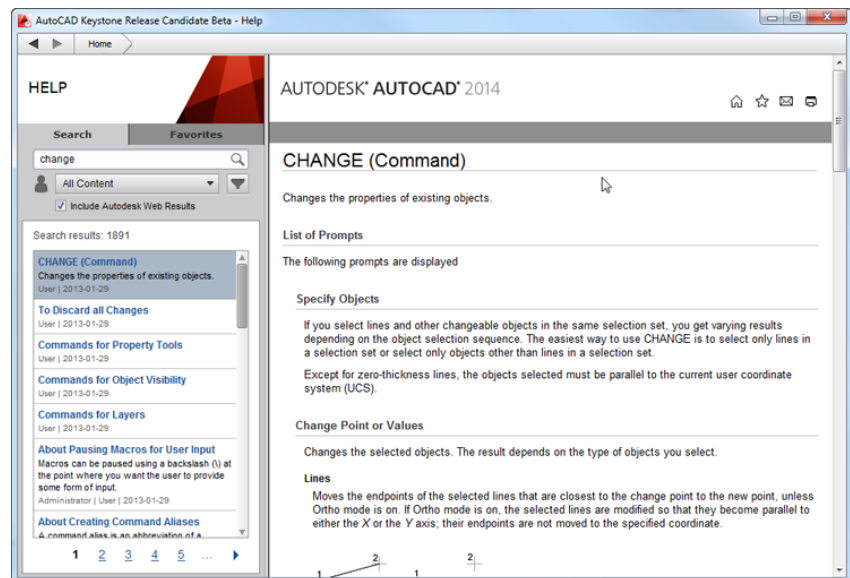 AutoCAD Keystone Release Candidate Beta - Help
Home
HELP
Search
Favorites
change
All Content
Include Autodesk Web Results
Search results: 1891
CHANGE (Command)
Changes the properties of existing objects.
User | 2013-01-29
To Discard all Changes
User | 2013-01-29
Commands for Property Tools
User | 2013-01-29
Commands for Object Visibility
User | 2013-01-29
Commands for Layers
User | 2013-01-29
About Pausing Macros for User Input
Macros can be paused using a backslash (\) at
the point where you want the user to provide
some form of input.
Administrator | User | 2013-01-29
About Creating Command Aliases
A command alias is an abbreviation of a
1 2 3 4 5 ...
AUTODESK® AUTOCAD® 2014
CHANGE (Command)
Changes the properties of existing objects.
List of Prompts
The following prompts are displayed
Specify Objects
If you select lines and other changeable objects in the same selection set, you get varying results
depending on the object selection sequence. The easiest way to use CHANGE is to select only lines in
a selection set or select only objects other than lines in a selection set.
Except for zero-thickness lines, the objects selected must be parallel to the current user coordinate
system (UCS).
Change Point or Values
Changes the selected objects. The result depends on the type of objects you select.
Lines
Moves the endpoints of the selected lines that are closest to the change point to the new point, unless
Ortho mode is on. If Ortho mode is on, the selected lines are modified so that they become parallel to
either the X or the Y axis; their endpoints are not moved to the specified coordinate.
2 2
1 1